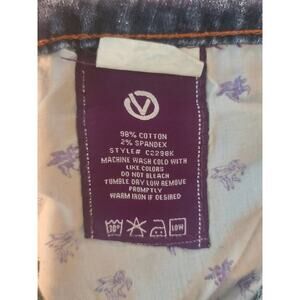 98% COTTON
2% SPANDEX
STYLE# C2298K
MACHINE WASH COLD WITH
LIKE COLORS
DO NOT BLEACH
TUMBLE DRY LOW REMOVE
PROMPTLY
WARM IRON IF DESIRED
30° LOW